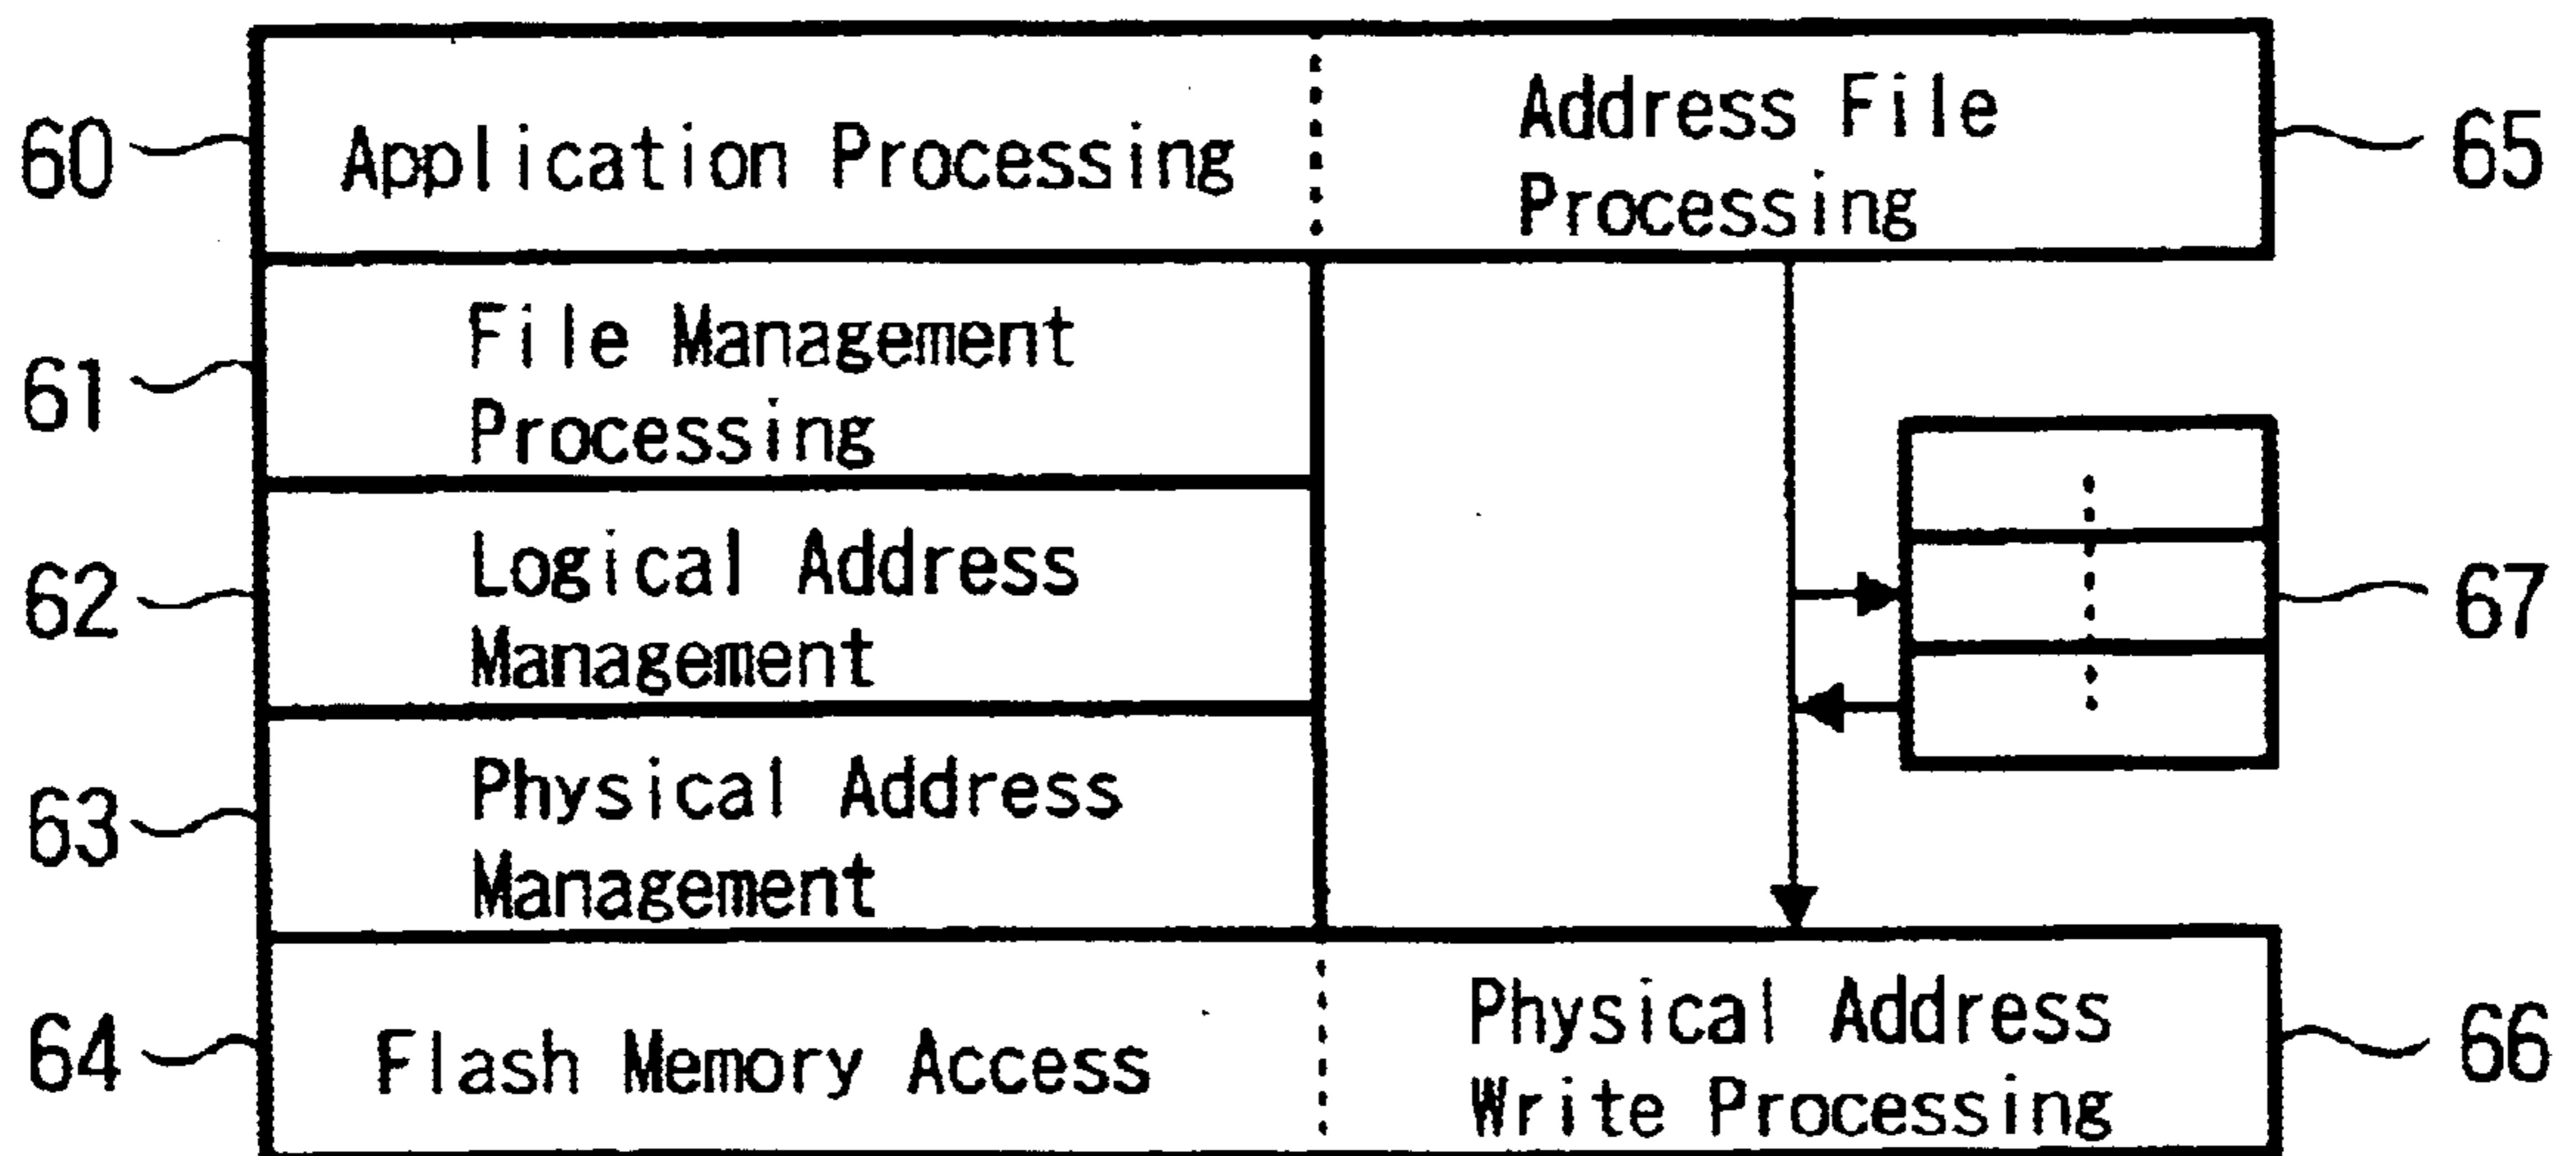 60
Application Processing
Address File
Processing
65
61
File Management
Processing
62
Logical Address
Management
67
63
Physical Address
Management
64
Flash Memory Access
Physical Address
Write Processing
66